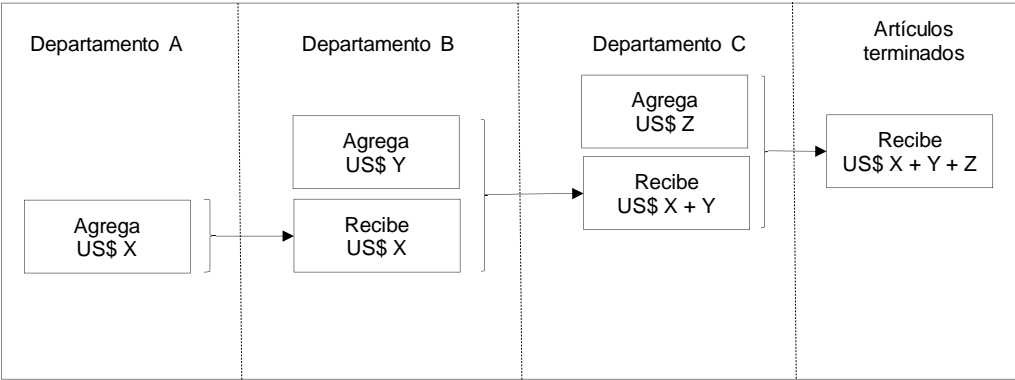 Departamento A
Departamento B
Departamento C
Artículos
terminados
Agrega
US$ X
Agrega
US$ Y
Recibe
US$ X
Agrega
US$ Z
Recibe
US$ X + Y
Recibe
US$ X + Y + Z